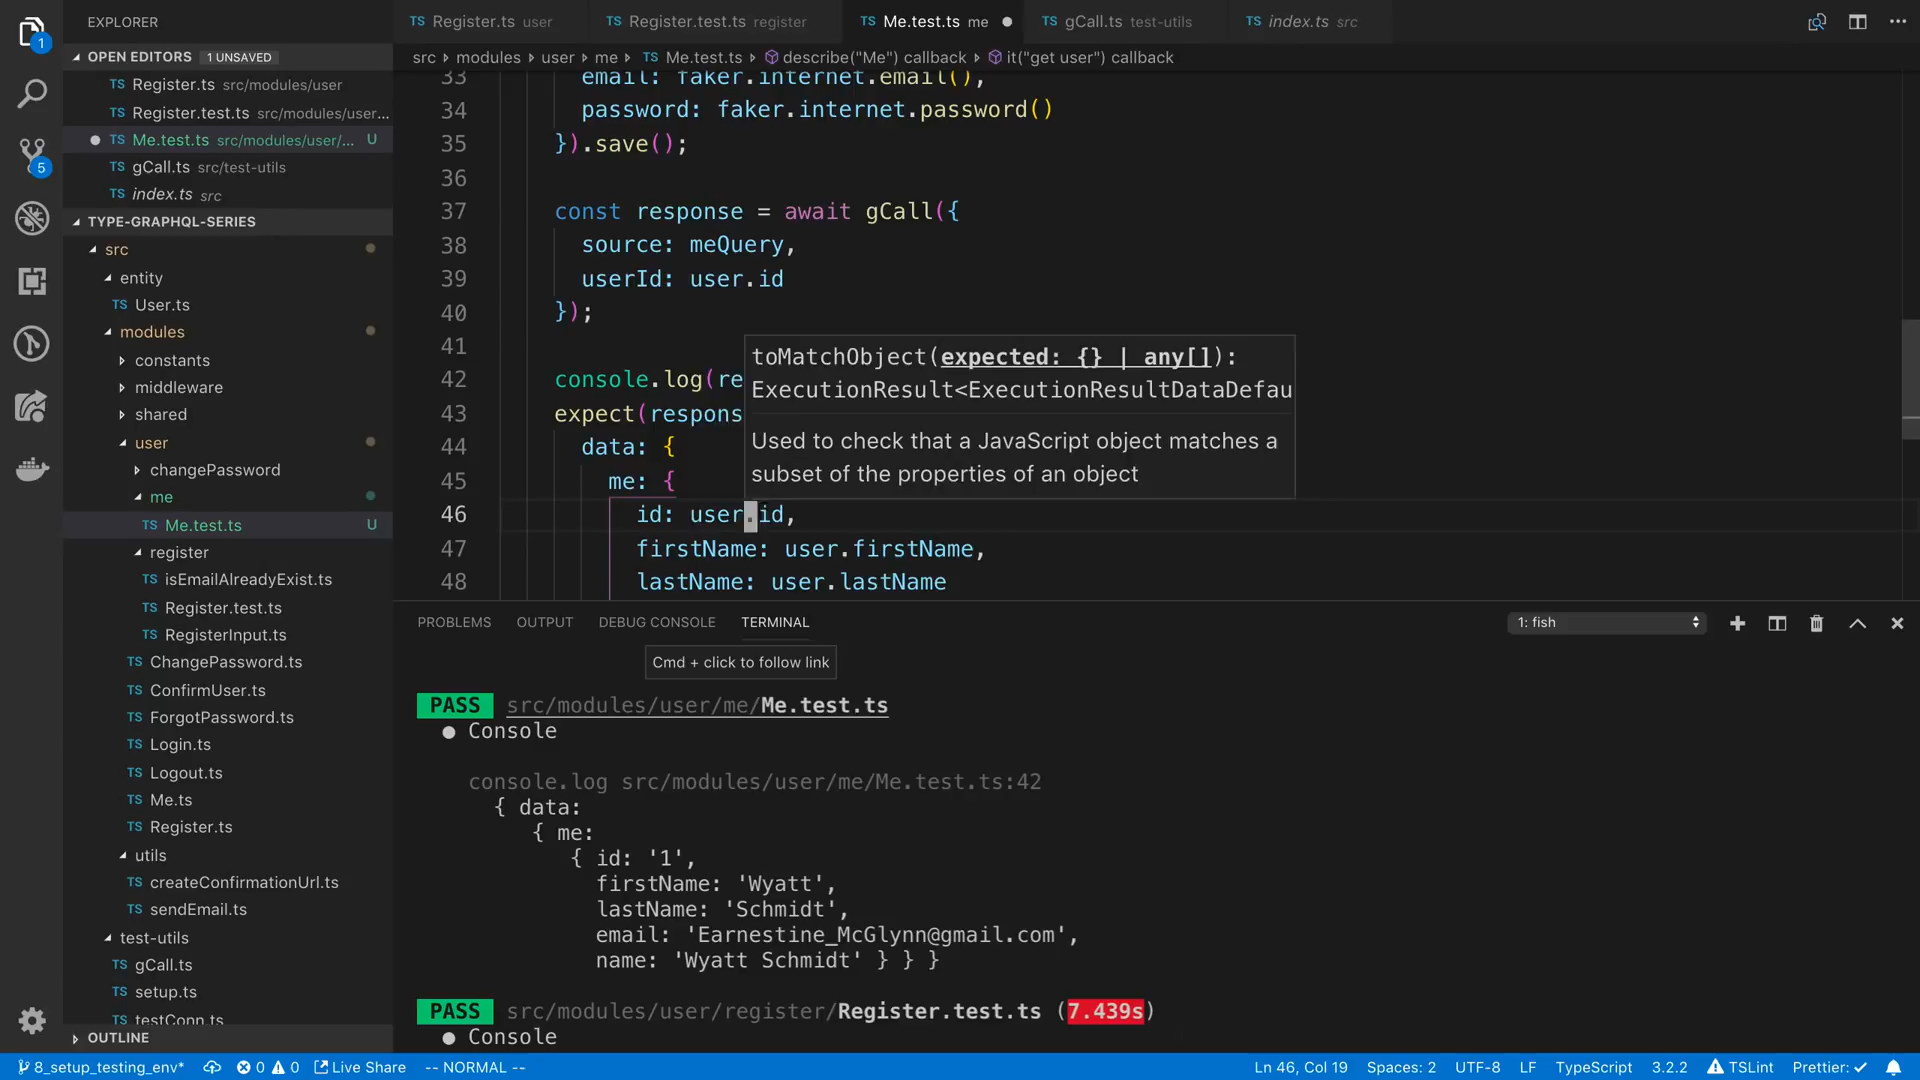 EXPLORER
OPEN EDITORS 1 UNSAVED
TS Register.ts src/modules/user
TS Register.test.ts src/modules/user...
TS Me.test.ts src/modules/user/... U
TS gCall.ts src/test-utils
TS index.ts src
TYPE-GRAPHQL-SERIES
src
entity
TS User.ts
modules
constants
middleware
shared
user
changePassword
me
TS Me.test.ts U
register
TS isEmailAlreadyExist.ts
TS Register.test.ts
TS RegisterInput.ts
TS ChangePassword.ts
TS ConfirmUser.ts
TS ForgotPassword.ts
TS Login.ts
TS Logout.ts
TS Me.ts
TS Register.ts
utils
TS createConfirmationUrl.ts
TS sendEmail.ts
test-utils
TS gCall.ts
TS setup.ts
TS testConn.ts
OUTLINE
1
5
TS Register.ts user TS Register.test.ts register TS Me.test.ts me TS gCall.ts test-utils TS index.ts src
src modules user me TS Me.test.ts describe("Me") callback it("get user") callback
33 email: faker.internet.email(),
34 password: faker.internet.password()
35 }).save();
36
37 const response = await gCall({
38 source: meQuery,
39 userId: user.id
40 });
41
42 console.log(re
43 expect(respons
44 data: {
45 me: {
46 id: user.id,
47 firstName: user.firstName,
48 lastName: user.lastName
toMatchObject(expected: {} | any[]):
ExecutionResult<ExecutionResultDataDefau
Used to check that a JavaScript object matches a
subset of the properties of an object
PROBLEMS OUTPUT DEBUG CONSOLE TERMINAL 1: fish
Cmd + click to follow link
PASS src/modules/user/me/Me.test.ts
● Console
console.log src/modules/user/me/Me.test.ts:42
{ data:
{ me:
{ id: '1',
firstName: 'Wyatt',
lastName: 'Schmidt',
email: 'Earnestine_McGlynn@gmail.com',
name: 'Wyatt Schmidt' } } }
PASS src/modules/user/register/Register.test.ts (7.439s)
● Console
8_setup_testing_env* 0 0 Live Share -- NORMAL -- Ln 46, Col 19 Spaces: 2 UTF-8 LF TypeScript 3.2.2 TSLint Prettier: ✓